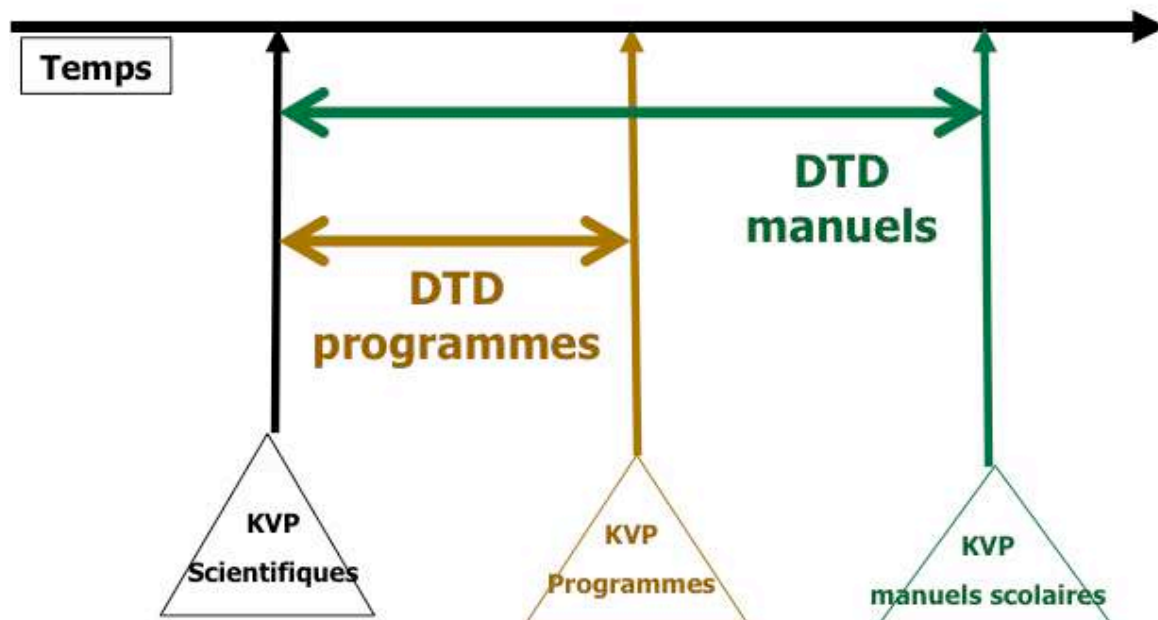 Temps
DTD
manuels
DTD
programmes
KVP
Scientifiques
KVP
Programmes
KVP
manuels scolaires